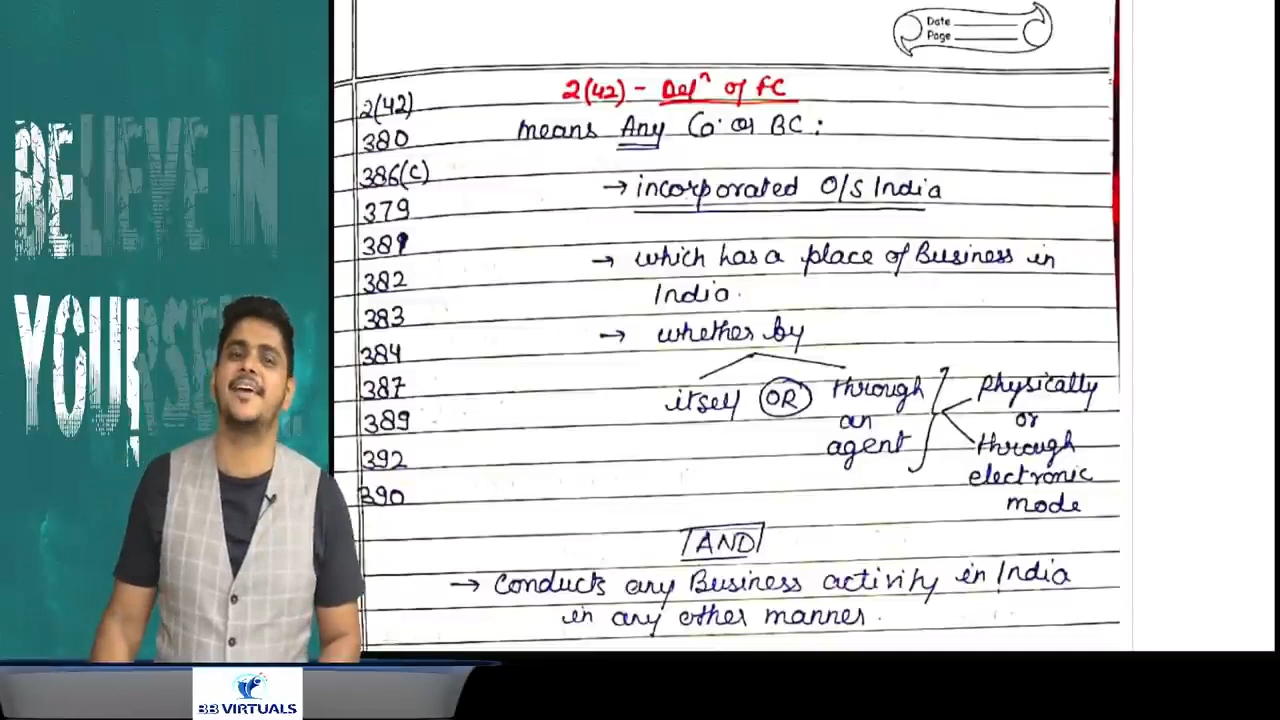 BELIEVE IN
YOURSE
Date
Page
2(42) - Defⁿ of FC
2(42)
380
386(C)
379
381
382
383
384
387
389
392
390
means Any Co. or BC :
→ incorporated O/S India
→ which has a place of Business in
India.
→ whether by
itself OR through
an
agent
physically
or
through
electronic
mode
AND
→ Conducts any Business activity in India
in any other manner.
BB VIRTUALS